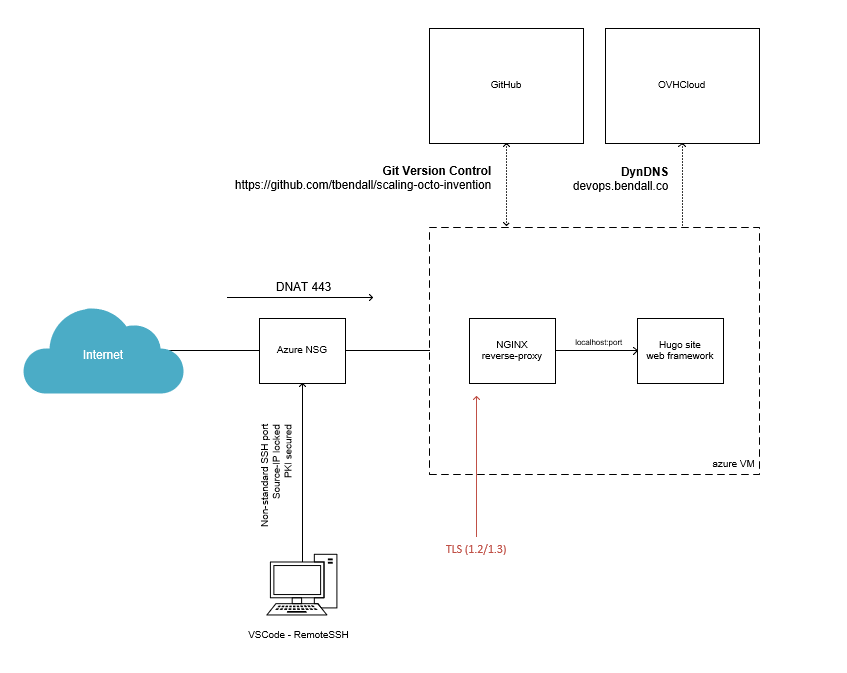 GitHub
OVHCloud
Git Version Control
https://github.com/tbendall/scaling-octo-invention
DynDNS
devops.bendall.co
DNAT 443
Internet
Azure NSG
NGINX
reverse-proxy
localhost:port
Hugo site
web framework
azure VM
Non-standard SSH port
Source-IP locked
PKI secured
TLS (1.2/1.3)
VSCode - RemoteSSH